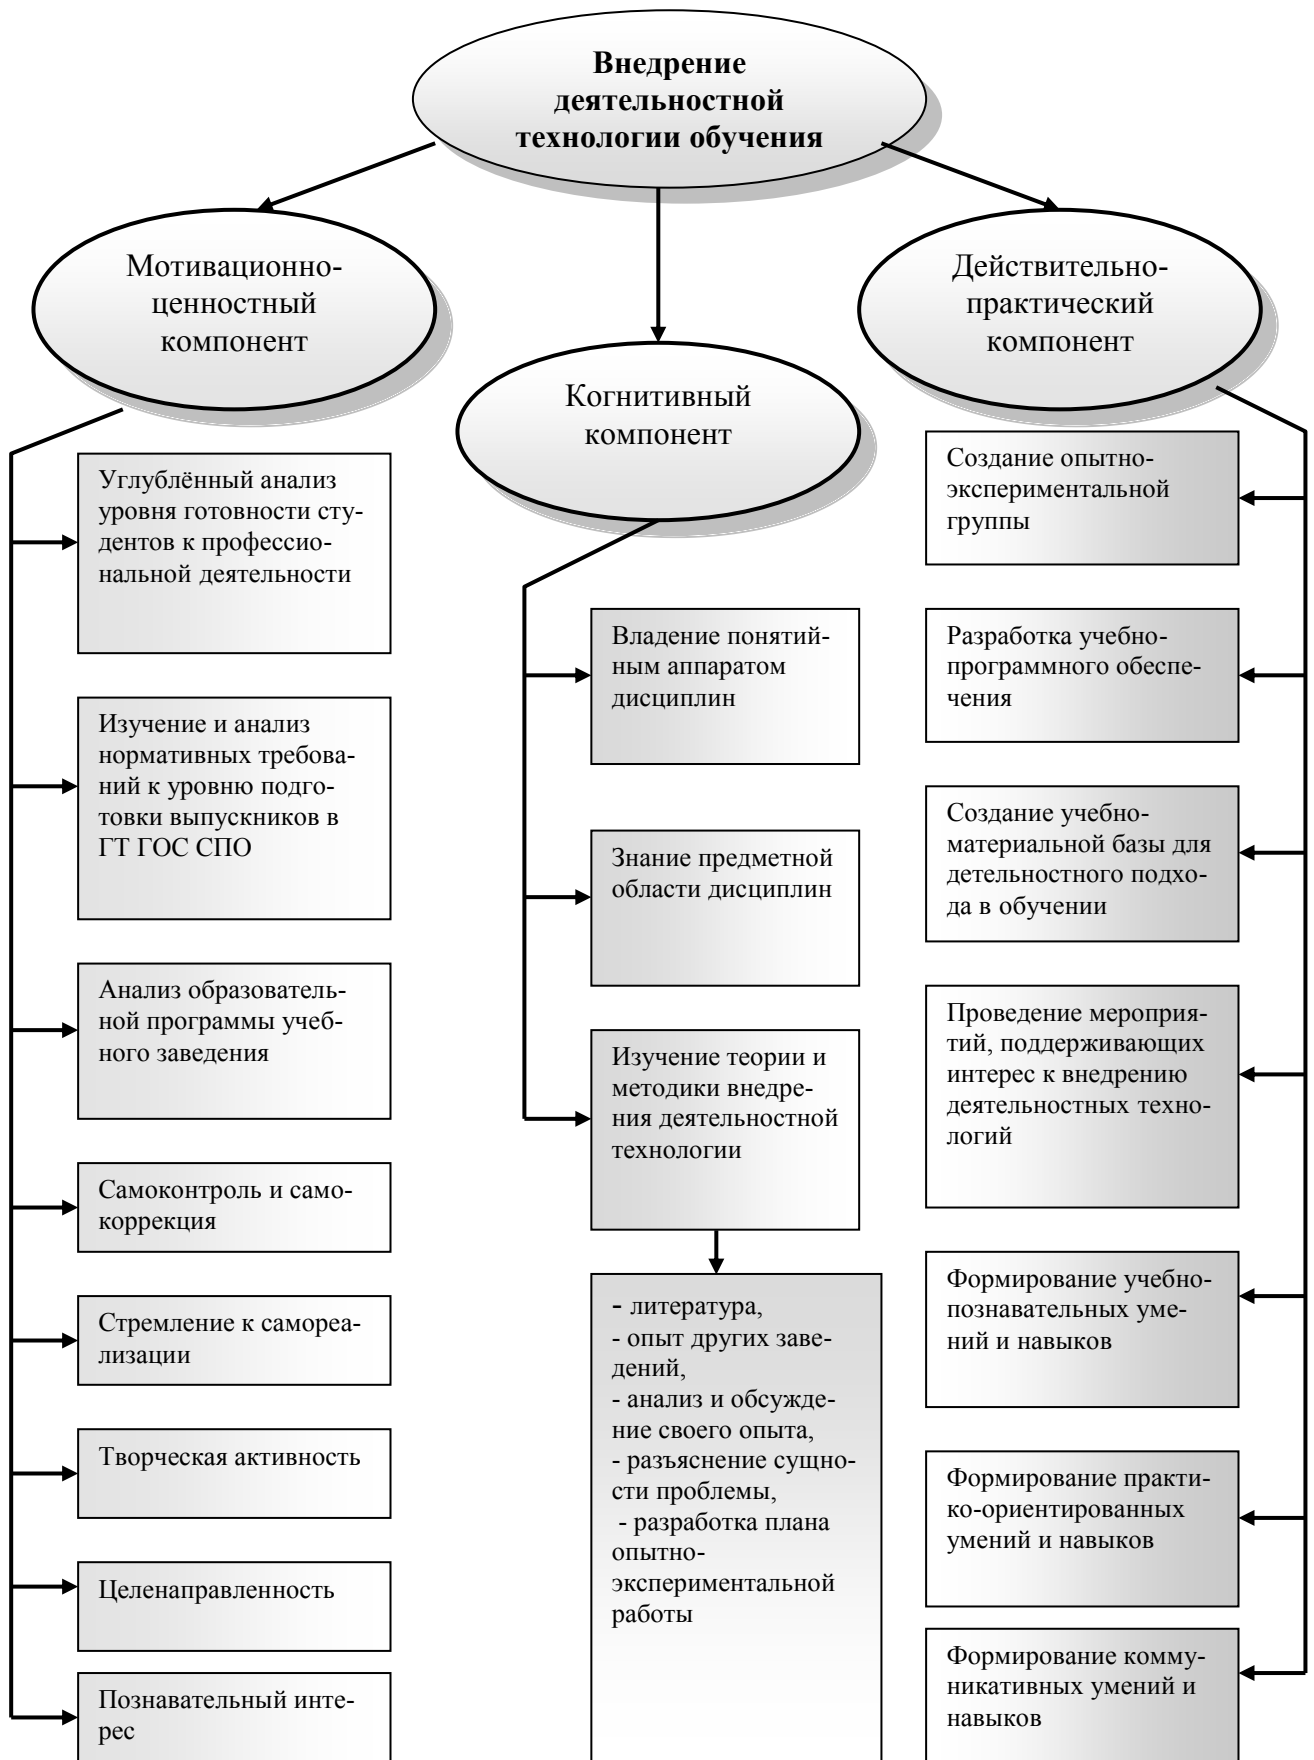 Внедрение
деятельностной
технологии обучения
Мотивационно-
ценностный
компонент
Когнитивный
компонент
Действительно-
практический
компонент
Углублённый анализ
уровня готовности сту-
дентов к профессио-
нальной деятельности
Изучение и анализ
нормативных требова-
ний к уровню подго-
товки выпускников в
ГТ ГОС СПО
Анализ образователь-
ной программы учеб-
ного заведения
Самоконтроль и само-
коррекция
Стремление к самореа-
лизации
Творческая активность
Целенаправленность
Познавательный инте-
рес
Владение понятий-
ным аппаратом
дисциплин
Знание предметной
области дисциплин
Изучение теории и
методики внедре-
ния деятельностной
технологии
- литература,
- опыт других заве-
дений,
- анализ и обсужде-
ние своего опыта,
- разъяснение сущно-
сти проблемы,
- разработка плана
опытно-
экспериментальной
работы
Создание опытно-
экспериментальной
группы
Разработка учебно-
программного обеспе-
чения
Создание учебно-
материальной базы для
детельностного подхо-
да в обучении
Проведение мероприя-
тий, поддерживающих
интерес к внедрению
деятельностных техно-
логий
Формирование учебно-
познавательных уме-
ний и навыков
Формирование практи-
ко-ориентированных
умений и навыков
Формирование комму-
никативных умений и
навыков